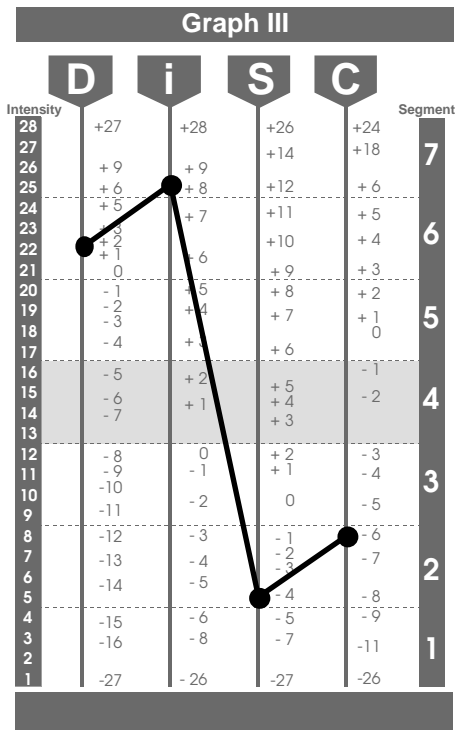 Graph III
D i S C
Intensity Segment
28 +27 +28 +26 +24
27 +14 +18 7
26 + 9 + 9
25 + 6 + 8 +12 + 6
24 + 5 + 7 +11 + 5
23 + 3 6
22 + 2 +10 + 4
+ 1 + 6
21 0 + 9 + 3
20 - 1 + 5 + 8 + 2
19 - 2 + 4 + 7 + 1 5
18 - 3 0
17 - 4 + 3 + 6
16 - 5 + 2 - 1
15 - 6 + 5 - 2 4
14 - 7 + 1 + 4
13 + 3
12 - 8 0 + 2 - 3
11 - 9 - 1 + 1 - 4 3
10 -10 - 2 0
9 -11 - 5
8 -12 - 3 - 1 - 6
7 -13 - 4 - 2 - 7 2
6 -14 - 5 - 3
5 - 4 - 8
4 -15 - 6 - 5 - 9
3 -16 - 8 - 7 -11 1
2
1 -27 - 26 -27 -26